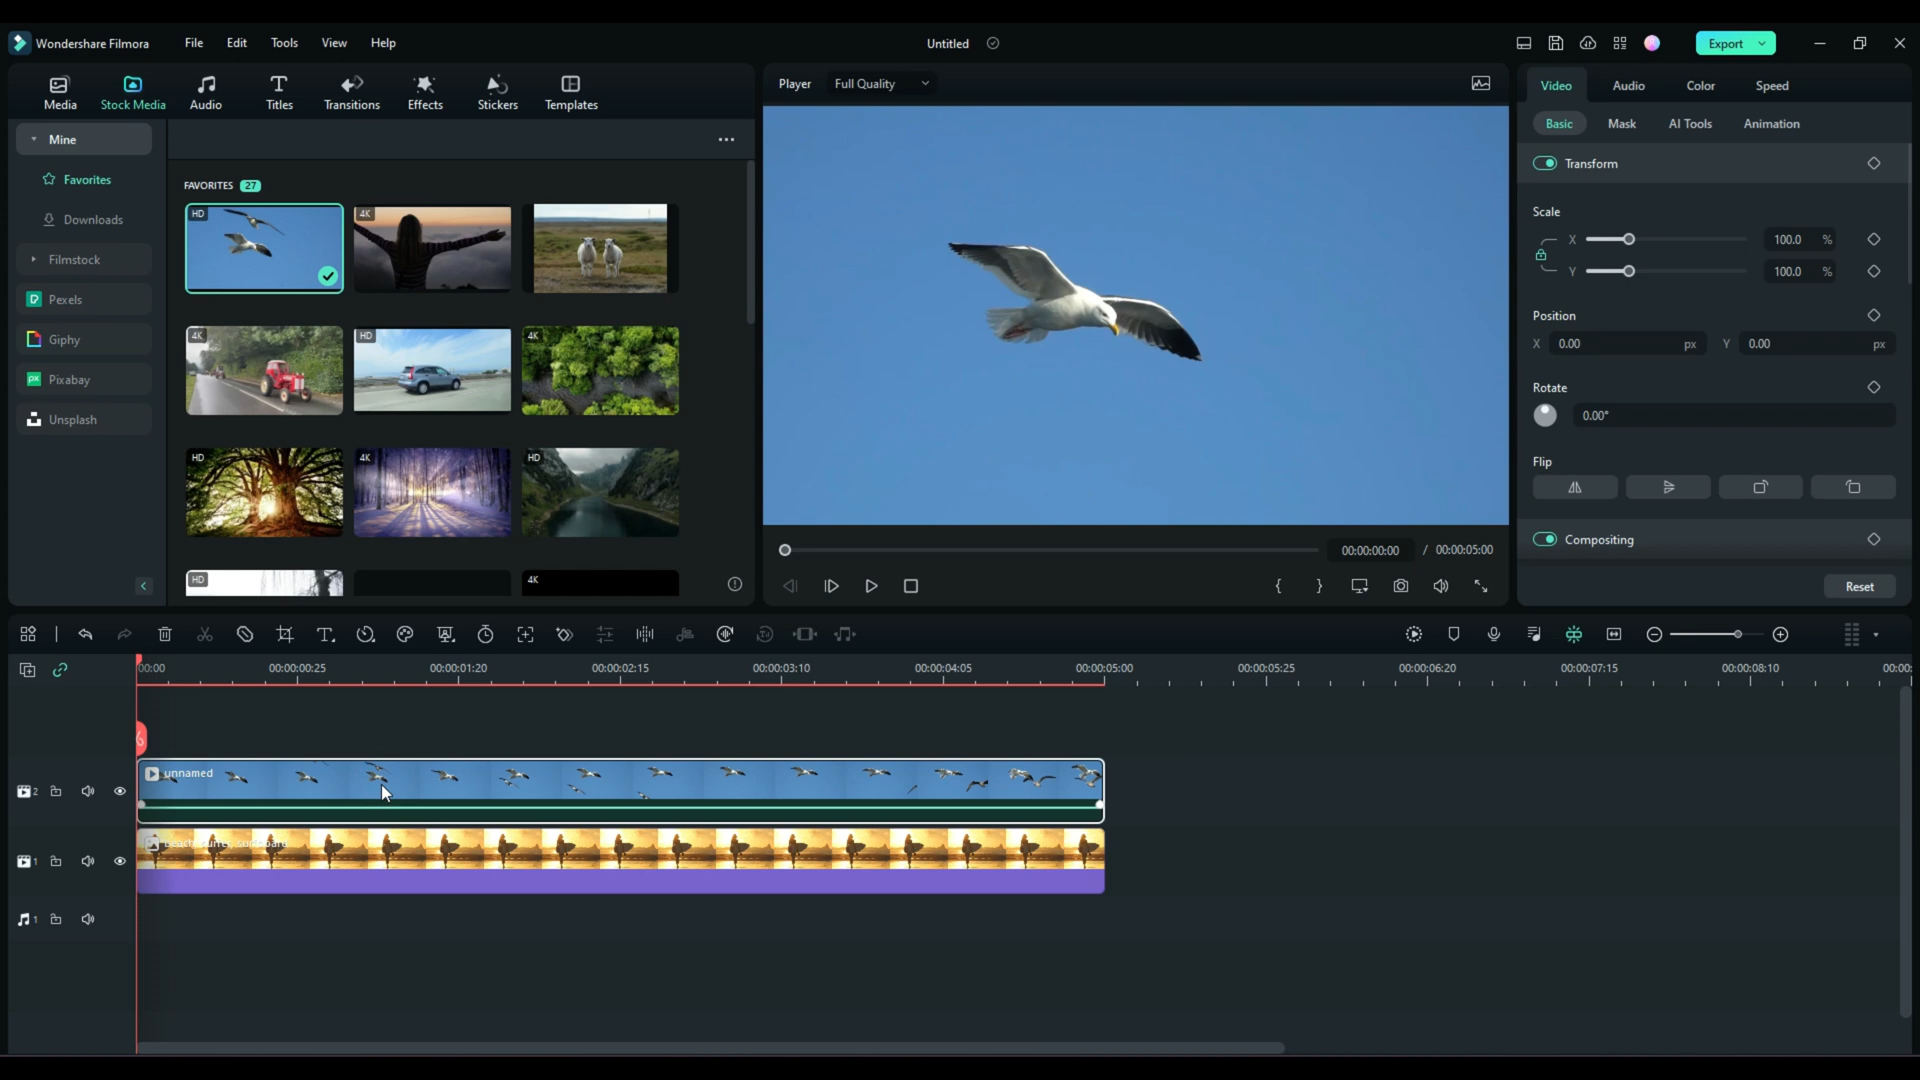 Wondershare Filmora
File
Edit
Tools
View
Help
Untitled
Export
Media
Stock Media
Audio
Titles
Transitions
Effects
Stickers
Templates
Player
Full Quality
Video
Audio
Color
Speed
Basic
Mask
AI Tools
Animation
Mine
Favorites
Downloads
Filmstock
Pexels
Giphy
Pixabay
Unsplash
FAVORITES 27
HD
4K
4K
HD
4K
HD
4K
HD
HD
4K
Transform
Scale
X 100.0 %
Y 100.0 %
Position
X 0.00 px Y 0.00 px
Rotate
0.00°
Flip
Compositing
Reset
00:00:00:00 / 00:00:05:00
00:00 00:00:00:25 00:00:01:20 00:00:02:15 00:00:03:10 00:00:04:05 00:00:05:00 00:00:05:25 00:00:06:20 00:00:07:15 00:00:08:10 00:00:
unnamed
2
1
1